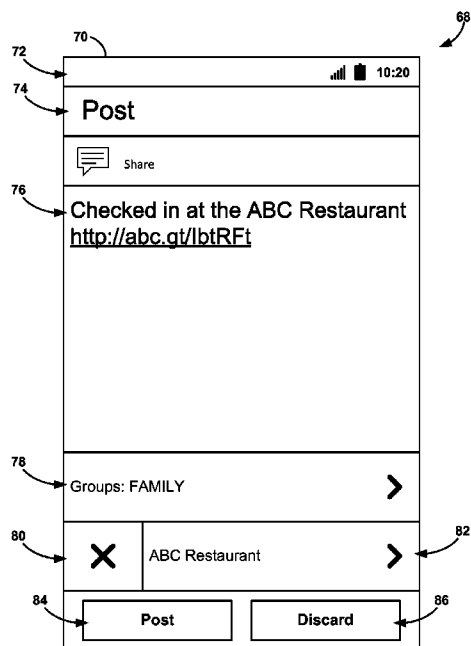 68
70
72
10:20
74
Post
Share
76
Checked in at the ABC Restaurant
http://abc.gt/IbtRFt
78
Groups: FAMILY
80
ABC Restaurant
82
84
Post
Discard
86